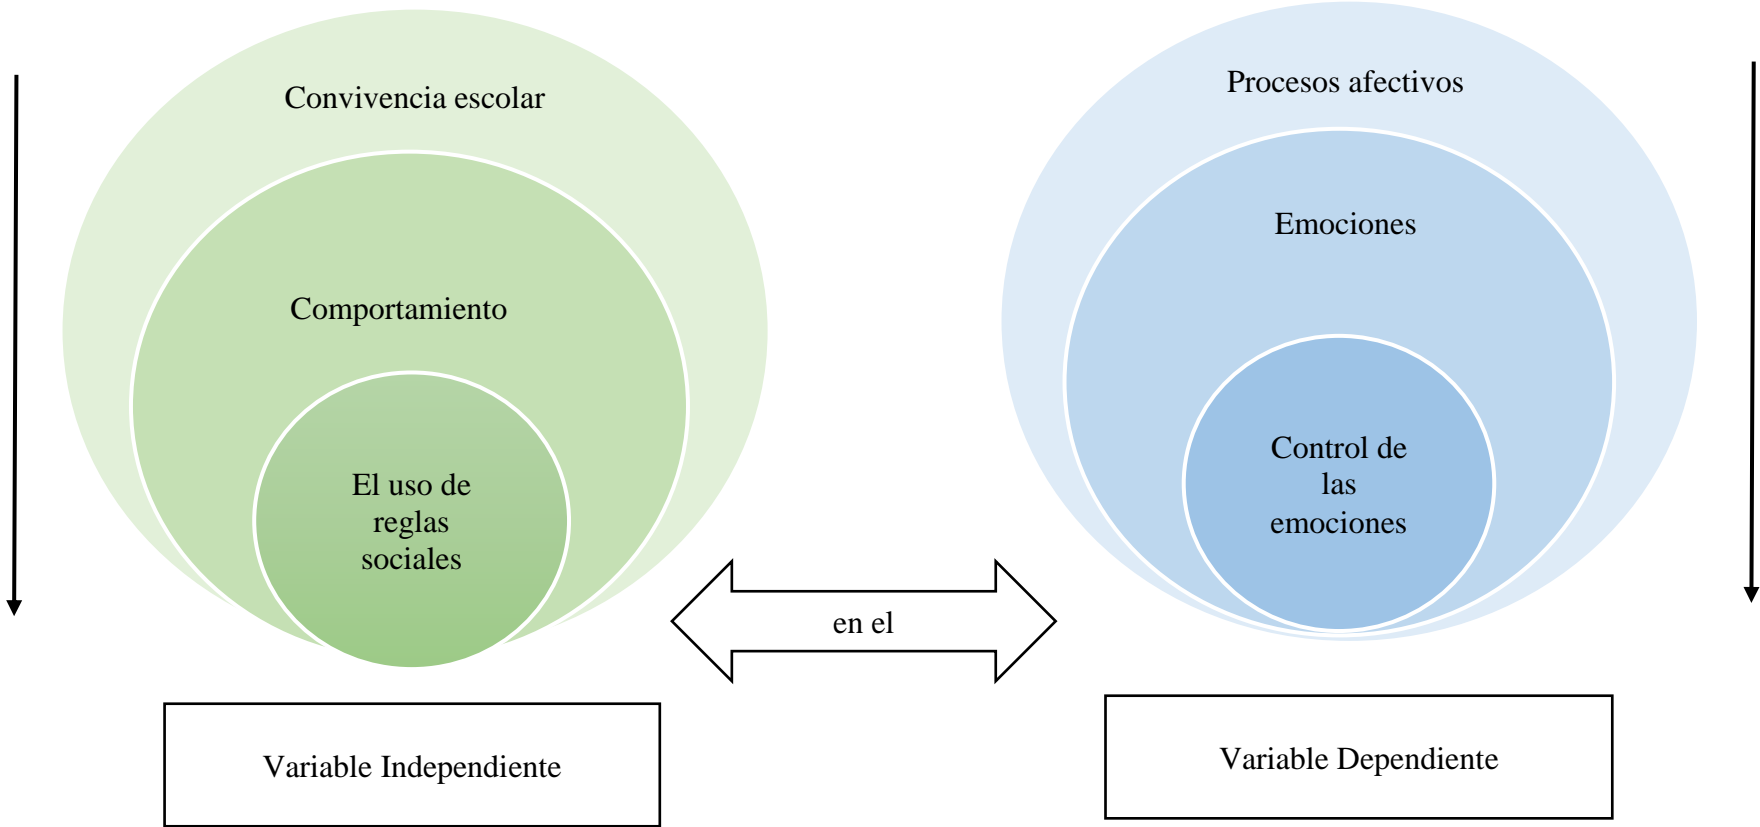 Convivencia escolar
Comportamiento
El uso de
reglas
sociales
Variable Independiente
en el
Procesos afectivos
Emociones
Control de
las
emociones
Variable Dependiente